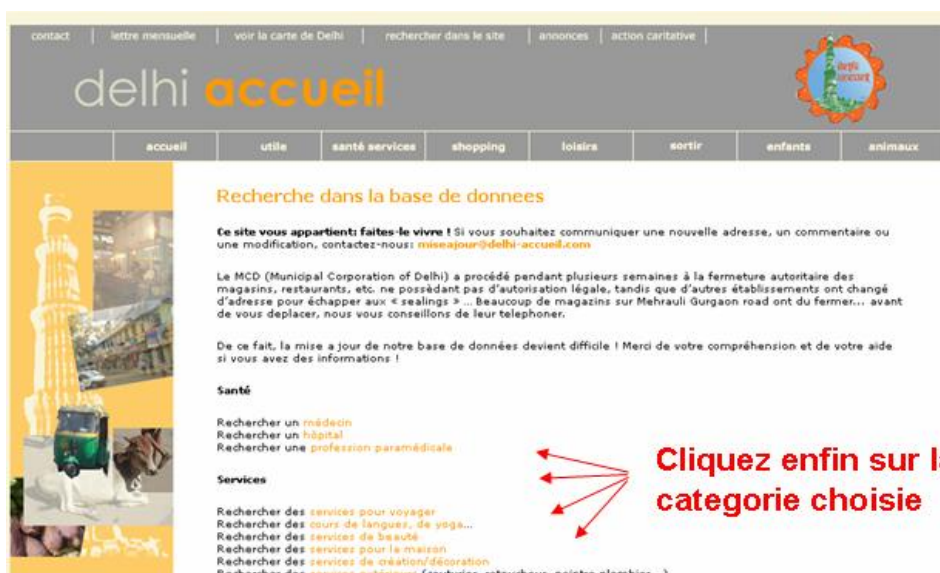 contact | lettre mensuelle | voir la carte de Delhi | rechercher dans le site | annonces | action caritative |
delhi accueil
accueil utile santé services shopping loisirs sortir enfants animaux
Recherche dans la base de donnees
Ce site vous appartient: faites-le vivre ! Si vous souhaitez communiquer une nouvelle adresse, un commentaire ou
une modification, contactez-nous: miseajour@delhi-accueil.com
Le MCD (Municipal Corporation of Delhi) a procédé pendant plusieurs semaines à la fermeture autoritaire des
magasins, restaurants, etc. ne possèdant pas d'autorisation légale, tandis que d'autres établissements ont changé
d'adresse pour échapper aux « sealings » ... Beaucoup de magazins sur Mehrauli Gurgaon road ont du fermer... avant
de vous deplacer, nous vous conseillons de leur telephoner.
De ce fait, la mise a jour de notre base de données devient difficile ! Merci de votre compréhension et de votre aide
si vous avez des informations !
Santé
Rechercher un médecin
Rechercher un hôpital
Rechercher une profession paramédicale
Cliquez enfin sur la
categorie choisie
Services
Rechercher des services pour voyager
Rechercher des cours de langues, de yoga...
Rechercher des services de beauté
Rechercher des services pour la maison
Rechercher des services de création/décoration